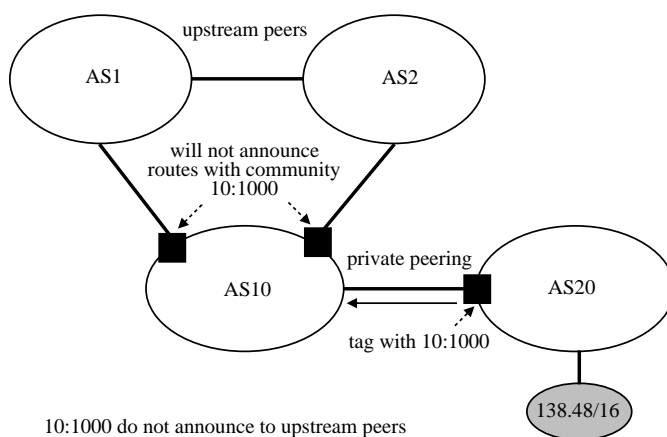 upstream peers
AS1
AS2
will not announce
routes with community
10:1000
private peering
AS10
AS20
tag with 10:1000
138.48/16
10:1000 do not announce to upstream peers